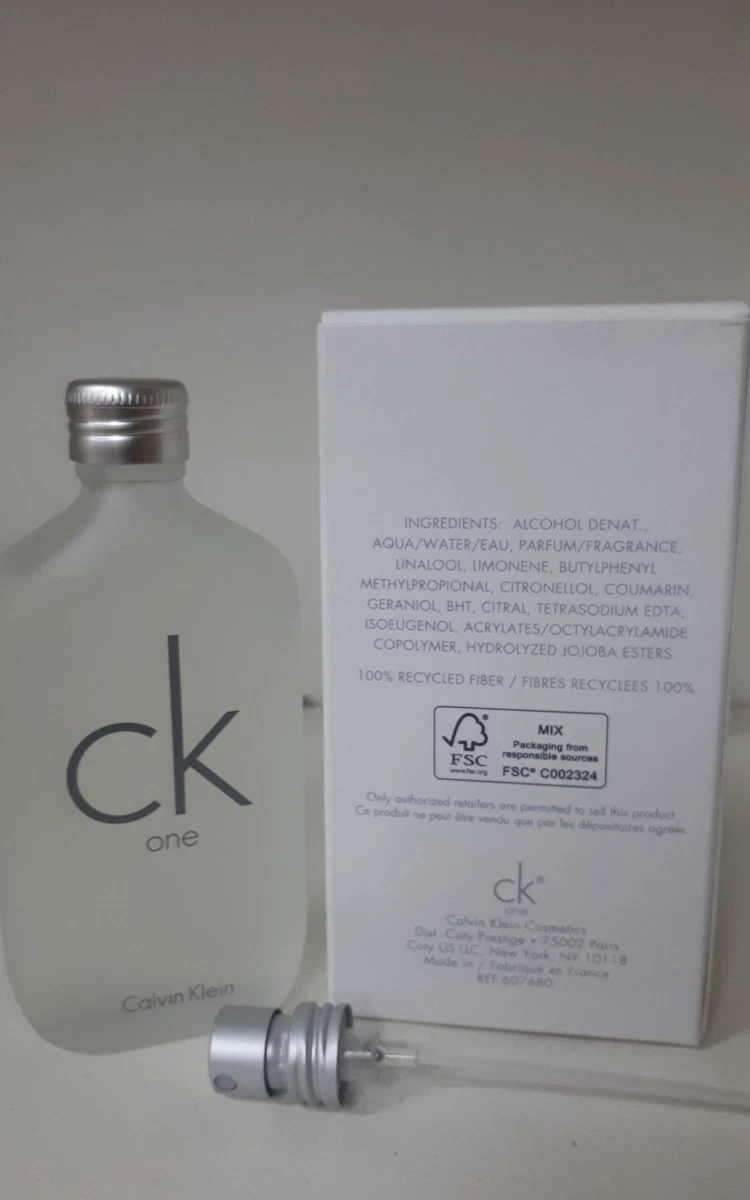 ck
one
Calvin Klein
INGREDIENTS: ALCOHOL DENAT.,
AQUA/WATER/EAU, PARFUM/FRAGRANCE,
LINALOOL, LIMONENE, BUTYLPHENYL
METHYLPROPIONAL, CITRONELLOL, COUMARIN,
GERANIOL, BHT, CITRAL, TETRASODIUM EDTA,
ISOEUGENOL, ACRYLATES/OCTYLACRYLAMIDE
COPOLYMER, HYDROLYZED JOJOBA ESTERS.
100% RECYCLED FIBER / FIBRES RECYCLEES 100%
FSC
www.fsc.org
MIX
Packaging from
responsible sources
FSC® C002324
Only authorized retailers are permitted to sell this product.
Ce produit ne peut être vendu que par les dépositaires agréés.
ck®
one
Calvin Klein Cosmetics
Dist. Coty Prestige • 75002 Paris
Coty US LLC, New York, NY 10118
Made in / Fabriqué en France
REF 607680